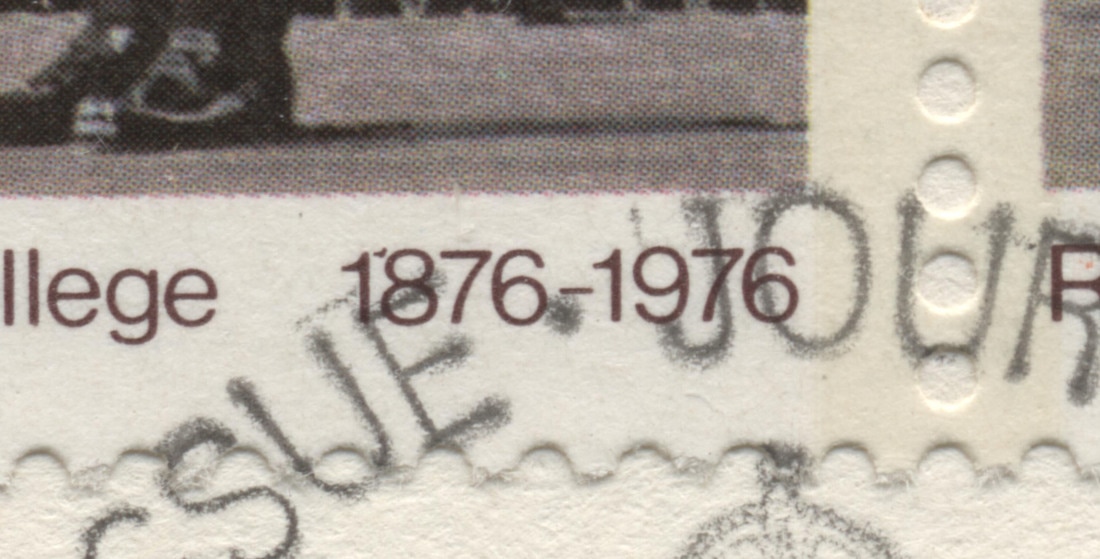 llege 1876-1976 R
SSUE · JOUR